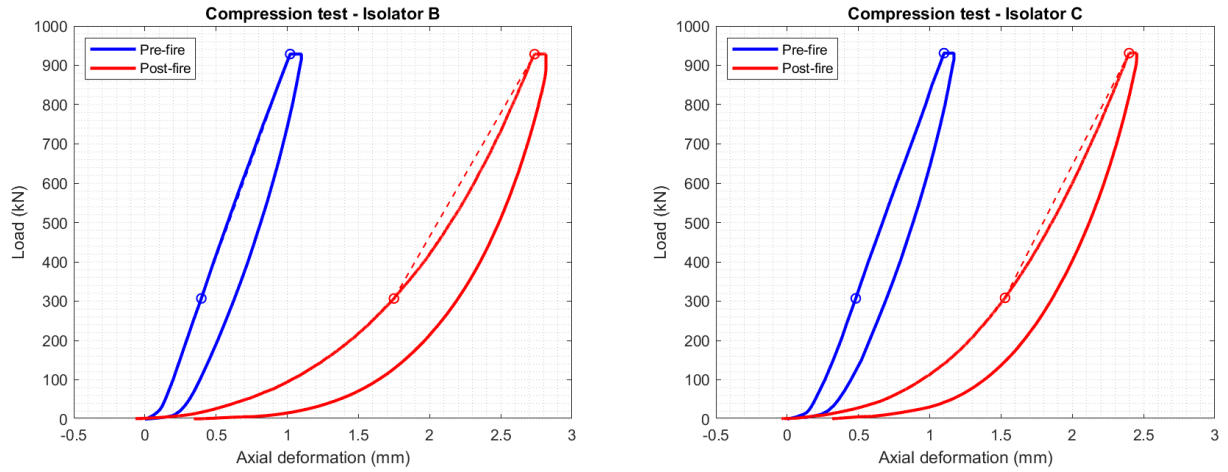 Compression test - Isolator B
Pre-fire
Post-fire
1000
900
800
700
600
500
400
300
200
100
0
Load (kN)
-0.5 0 0.5 1 1.5 2 2.5 3
Axial deformation (mm)
Compression test - Isolator C
Pre-fire
Post-fire
1000
900
800
700
600
500
400
300
200
100
0
Load (kN)
-0.5 0 0.5 1 1.5 2 2.5 3
Axial deformation (mm)